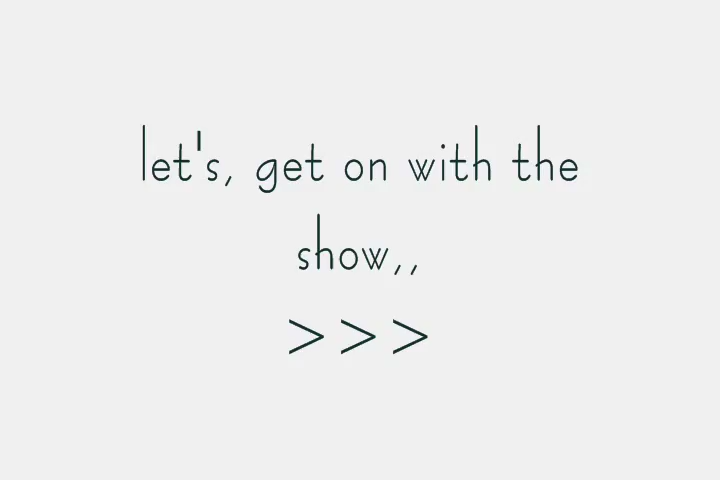 let's, get on with the
show,,
>>>